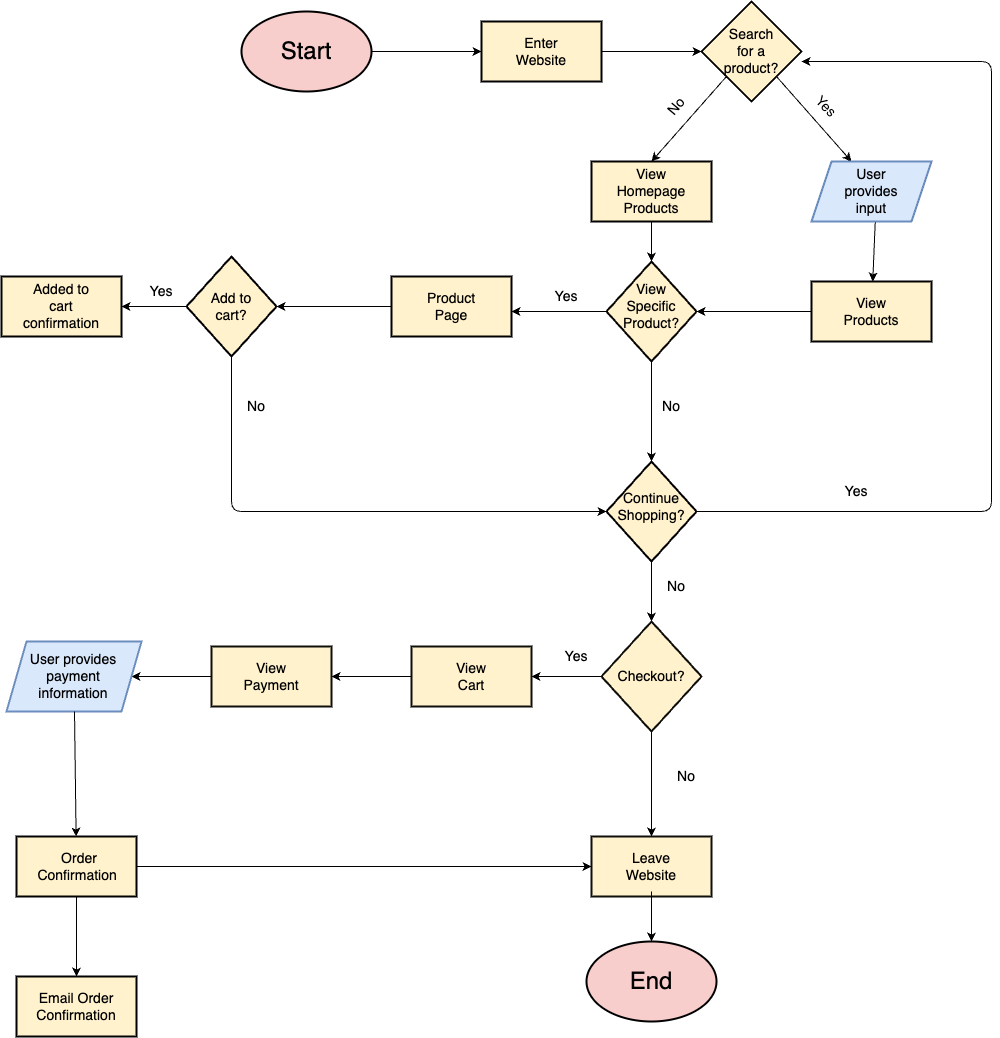 Start
Enter
Website
Search
for a
product?
No
Yes
View
Homepage
Products
User
provides
input
Added to
cart
confirmation
Yes
Add to
cart?
Product
Page
Yes
View
Specific
Product?
View
Products
No
No
Continue
Shopping?
Yes
No
User provides
payment
information
View
Payment
View
Cart
Yes
Checkout?
No
Order
Confirmation
Leave
Website
Email Order
Confirmation
End